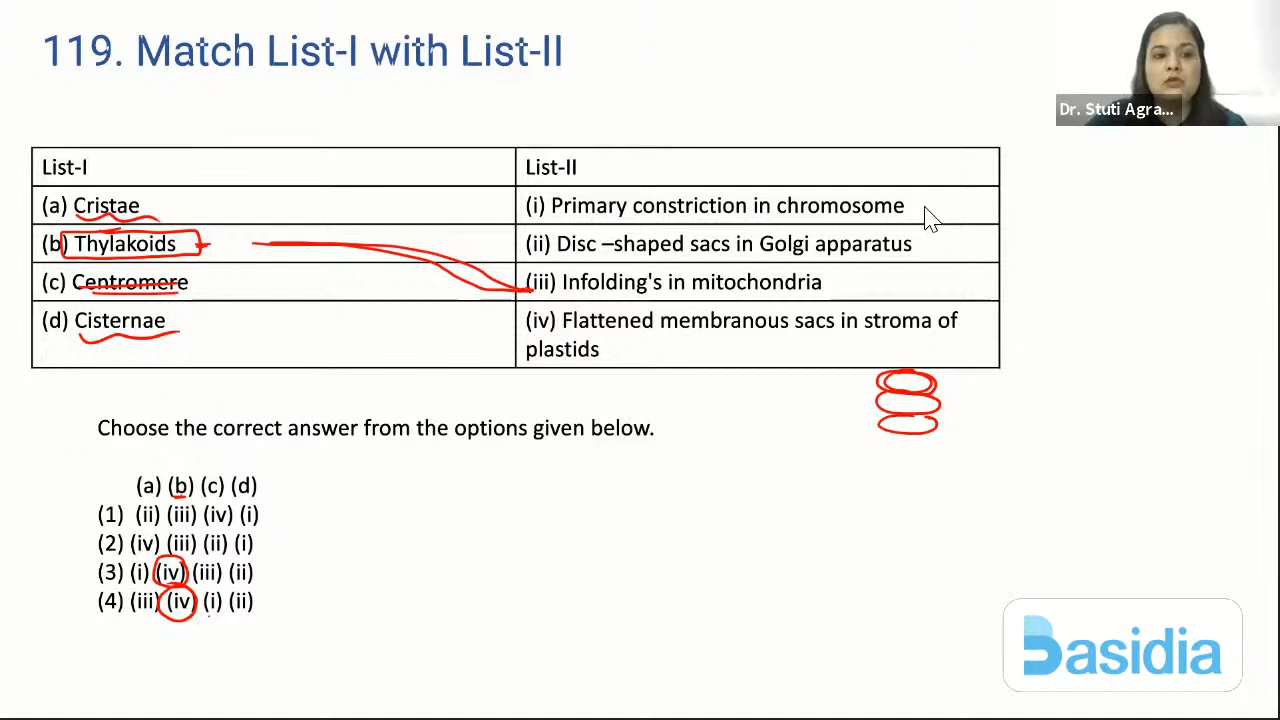 119. Match List-I with List-II
Dr. Stuti Agra...
List-I
List-II
(a) Cristae
(i) Primary constriction in chromosome
(b) Thylakoids
(ii) Disc –shaped sacs in Golgi apparatus
(c) Centromere
(iii) Infolding's in mitochondria
(d) Cisternae
(iv) Flattened membranous sacs in stroma of
plastids
Choose the correct answer from the options given below.
(a) (b) (c) (d)
(1) (ii) (iii) (iv) (i)
(2) (iv) (iii) (ii) (i)
(3) (i) (iv) (iii) (ii)
(4) (iii) (iv) (i) (ii)
Basidia